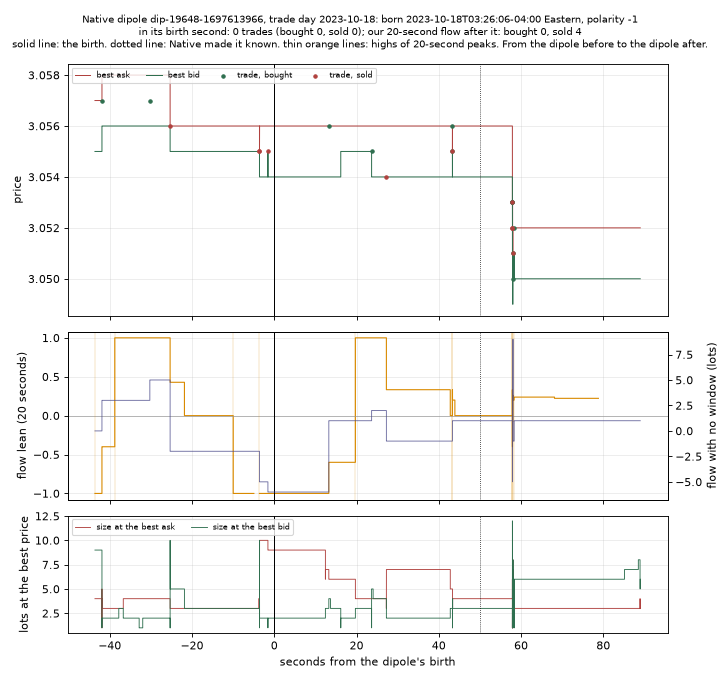 Native dipole dip-19648-1697613966, trade day 2023-10-18: born 2023-10-18T03:26:06-04:00 Eastern, polarity -1
in its birth second: 0 trades (bought 0, sold 0); our 20-second flow after it: bought 0, sold 4
solid line: the birth. dotted line: Native made it known. thin orange lines: highs of 20-second peaks. From the dipole before to the dipole after.
best ask best bid trade, bought trade, sold
3.058
3.056
3.054
3.052
3.050
price
1.0
0.5
0.0
−0.5
−1.0
flow lean (20 seconds)
7.5
5.0
2.5
0.0
−2.5
−5.0
flow with no window (lots)
size at the best ask size at the best bid
12.5
10.0
7.5
5.0
2.5
lots at the best price
−40 −20 0 20 40 60 80
seconds from the dipole's birth